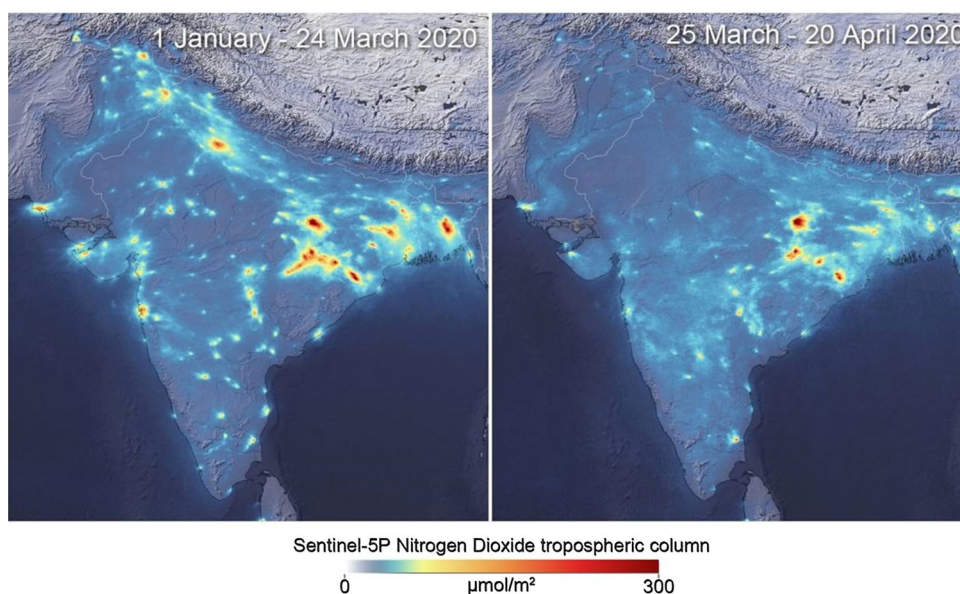 1 January - 24 March 2020
25 March - 20 April 2020
Sentinel-5P Nitrogen Dioxide tropospheric column
0
µmol/m²
300